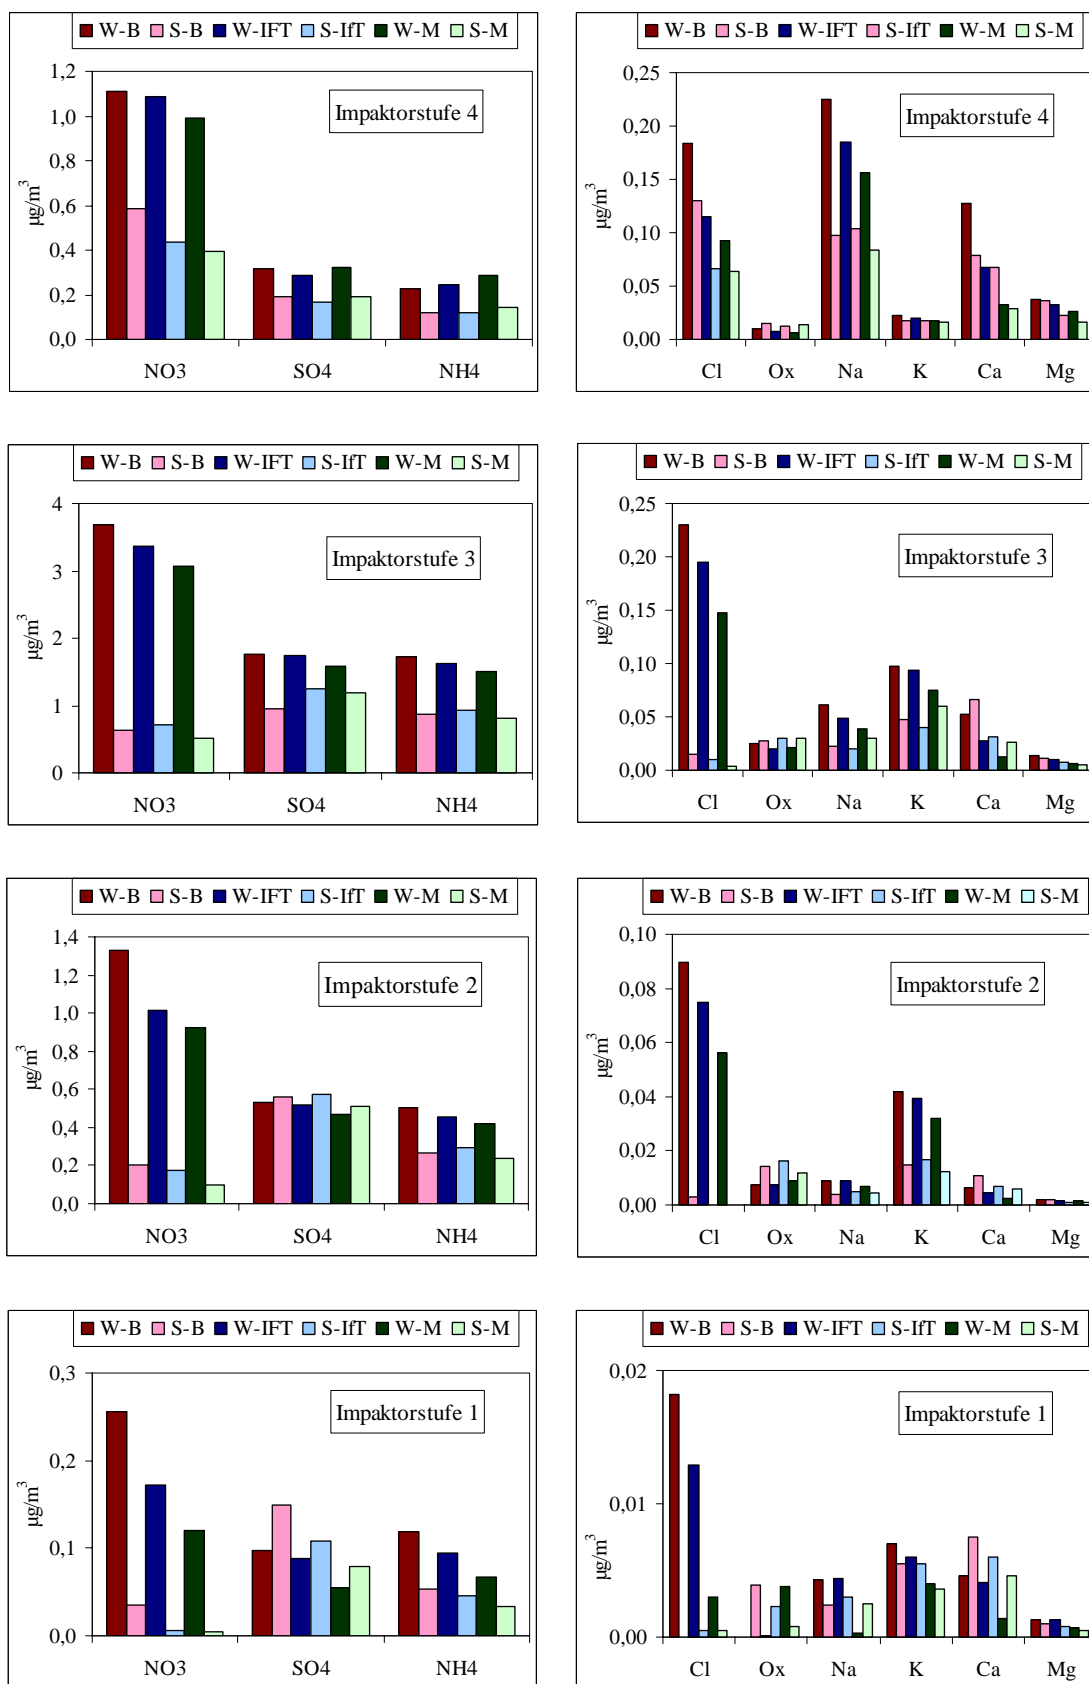 W-B S-B W-IFT S-IfT W-M S-M
1,2
1,0
0,8
0,6
0,4
0,2
0,0
µg/m³
Impaktorstufe 4
NO3 SO4 NH4
W-B S-B W-IFT S-IfT W-M S-M
0,25
0,20
0,15
0,10
0,05
0,00
µg/m³
Impaktorstufe 4
Cl Ox Na K Ca Mg
W-B S-B W-IFT S-IfT W-M S-M
4
3
2
1
0
µg/m³
Impaktorstufe 3
NO3 SO4 NH4
W-B S-B W-IFT S-IfT W-M S-M
0,25
0,20
0,15
0,10
0,05
0,00
µg/m³
Impaktorstufe 3
Cl Ox Na K Ca Mg
W-B S-B W-IFT S-IfT W-M S-M
1,4
1,2
1,0
0,8
0,6
0,4
0,2
0,0
µg/m³
Impaktorstufe 2
NO3 SO4 NH4
W-B S-B W-IFT S-IfT W-M S-M
0,10
0,08
0,06
0,04
0,02
0,00
µg/m³
Impaktorstufe 2
Cl Ox Na K Ca Mg
W-B S-B W-IFT S-IfT W-M S-M
0,3
0,2
0,1
0,0
µg/m³
Impaktorstufe 1
NO3 SO4 NH4
W-B S-B W-IFT S-IfT W-M S-M
0,02
0,01
0,00
µg/m³
Impaktorstufe 1
Cl Ox Na K Ca Mg